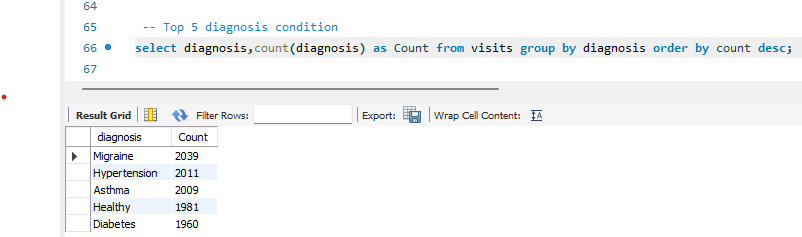 64
65 -- Top 5 diagnosis condition
66 select diagnosis,count(diagnosis) as Count from visits group by diagnosis order by count desc;
67
Result Grid Filter Rows: Export: Wrap Cell Content: IA
diagnosis Count
Migraine 2039
Hypertension 2011
Asthma 2009
Healthy 1981
Diabetes 1960